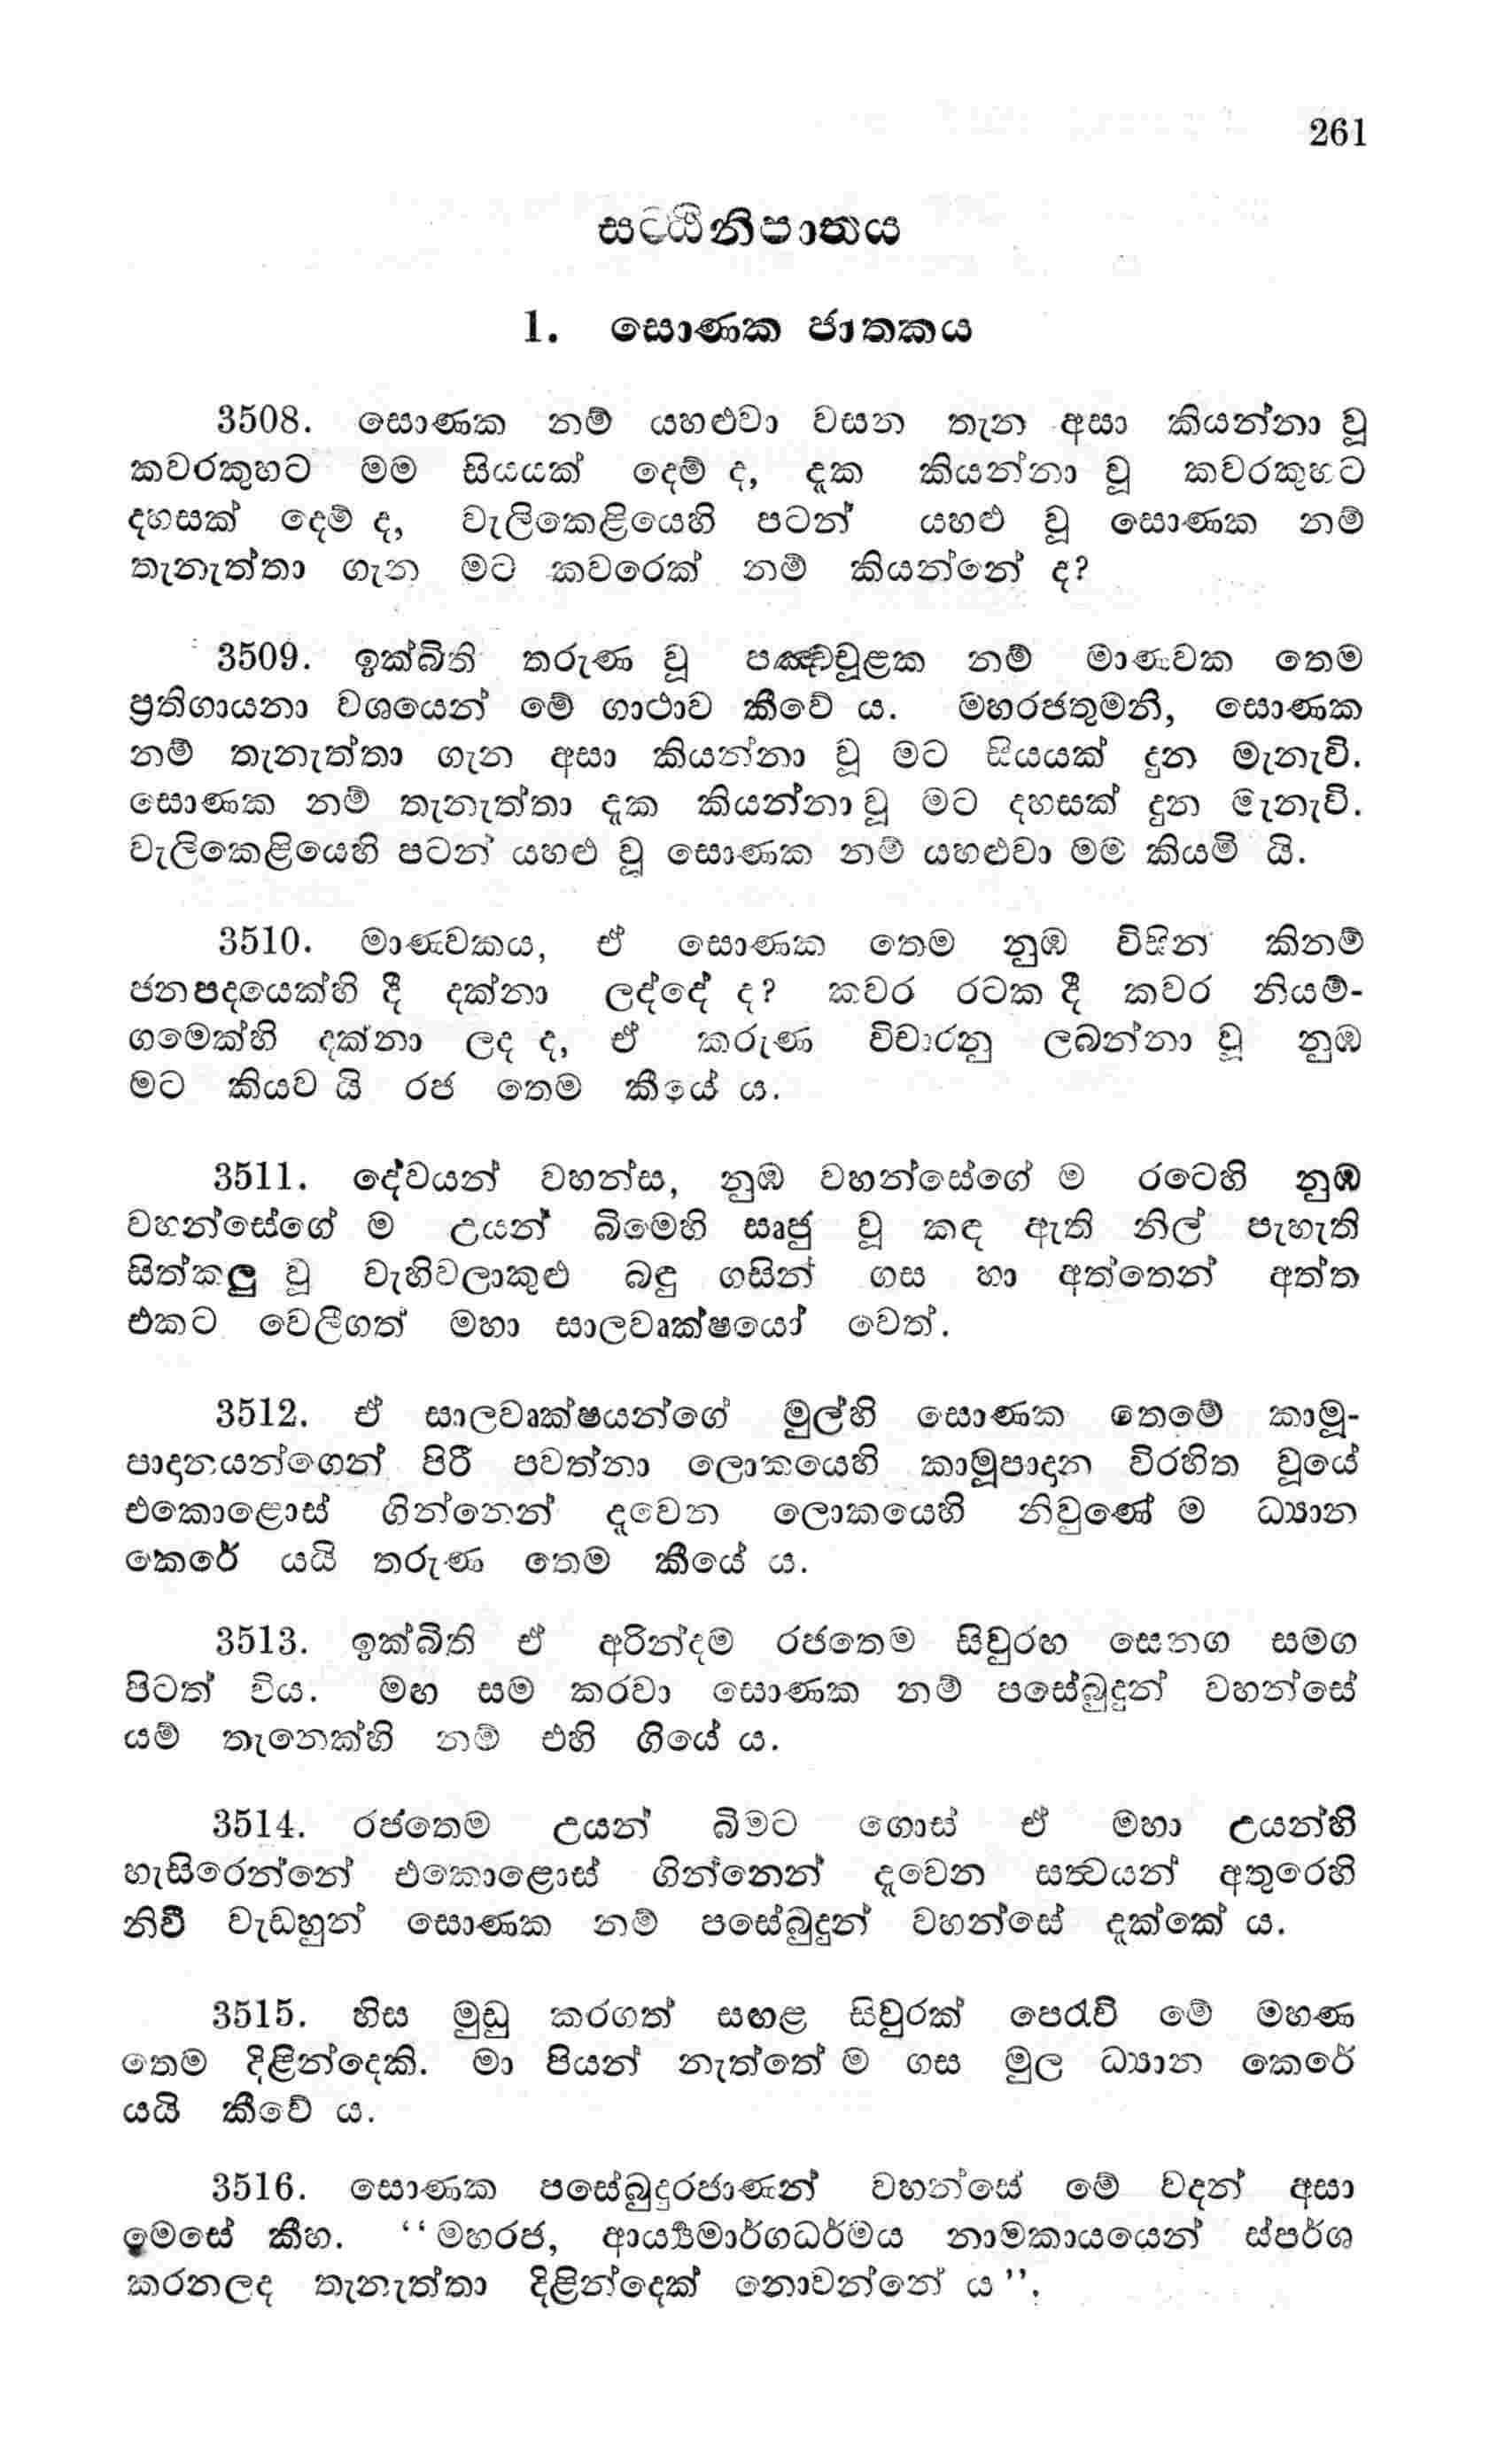 261
සට්ඨිනිපාතය
1. සොණක ජාතකය
3508. සොණක නම් යහළුවා වසන තැන අසා කියන්නා වූ
කවරකුහට මම සියයක් දෙම් ද, දැක කියන්නා වූ කවරකුහට
දහසක් දෙම් ද, වැලිකෙළියෙහි පටන් යහළු වූ සොණක නම්
තැනැත්තා ගැන මට කවරෙක් නම් කියන්නේ ද?
3509. ඉක්බිති තරුණ වූ පඤ්චචූළක නම් මාණවක තෙම
ප්‍රතිගායනා වශයෙන් මේ ගාථාව කීවේ ය. මහරජතුමනි, සොණක
නම් තැනැත්තා ගැන අසා කියන්නා වූ මට සියයක් දුන මැනැවි.
සොණක නම් තැනැත්තා දැක කියන්නා වූ මට දහසක් දුන මැනැවි.
වැලිකෙළියෙහි පටන් යහළු වූ සොණක නම් යහළුවා මම කියමි යි.
3510. මාණවකය, ඒ සොණක තෙම නුඹ විසින් කිනම්
ජනපදයෙක්හි දී දක්නා ලද්දේ ද? කවර රටක දී කවර නියම්-
ගමෙක්හි දක්නා ලද ද, ඒ කරුණ විචාරනු ලබන්නා වූ නුඹ
මට කියව යි රජ තෙම කීයේ ය.
3511. දේවයන් වහන්ස, නුඹ වහන්සේගේ ම රටෙහි නුඹ
වහන්සේගේ ම උයන් බිමෙහි සෘජු වූ කඳ ඇති නිල් පැහැති
සිත්කලු වූ වැහිවලාකුළු බඳු ගසින් ගස හා අත්තෙන් අත්ත
එකට වෙලීගත් මහා සාලවෘක්ෂයෝ වෙත්.
3512. ඒ සාලවෘක්ෂයන්ගේ මුල්හි සොණක තෙමේ කාමූ-
පාදනයන්ගෙන් පිරී පවත්නා ලොකයෙහි කාමූපාදාන විරහිත වූයේ
එකොළොස් ගින්නෙන් දැවෙන ලොකයෙහි නිවුණේ ම ධ්‍යාන
කෙරේ යයි තරුණ තෙම කීයේ ය.
3513. ඉක්බිති ඒ අරින්දම රජතෙම සිවුරඟ සෙනග සමග
පිටත් විය. මඟ සම කරවා සොණක නම් පසේබුදුන් වහන්සේ
යම් තැනෙක්හි නම් එහි ගියේ ය.
3514. රජතෙම උයන් බිමට ගොස් ඒ මහා උයන්හි
හැසිරෙන්නේ එකොළොස් ගින්නෙන් දැවෙන සත්‍වයන් අතුරෙහි
නිවී වැඩහුන් සොණක නම් පසේබුදුන් වහන්සේ දැක්කේ ය.
3515. හිස මුඩු කරගත් සඟළ සිවුරක් පෙරැවි මේ මහණ
තෙම දිළින්දෙකි. මා පියන් නැත්තේ ම ගස මුල ධ්‍යාන කෙරේ
යයි කීවේ ය.
3516. සොණක පසේබුදුරජාණන් වහන්සේ මේ වදන් අසා
මෙසේ කීහ. ‘‘මහරජ, ආර්‍ය්‍යමාර්ගධර්මය නාමකායයෙන් ස්පර්ශ
කරනලද තැනැත්තා දිළින්දෙක් නොවන්නේ ය’’.